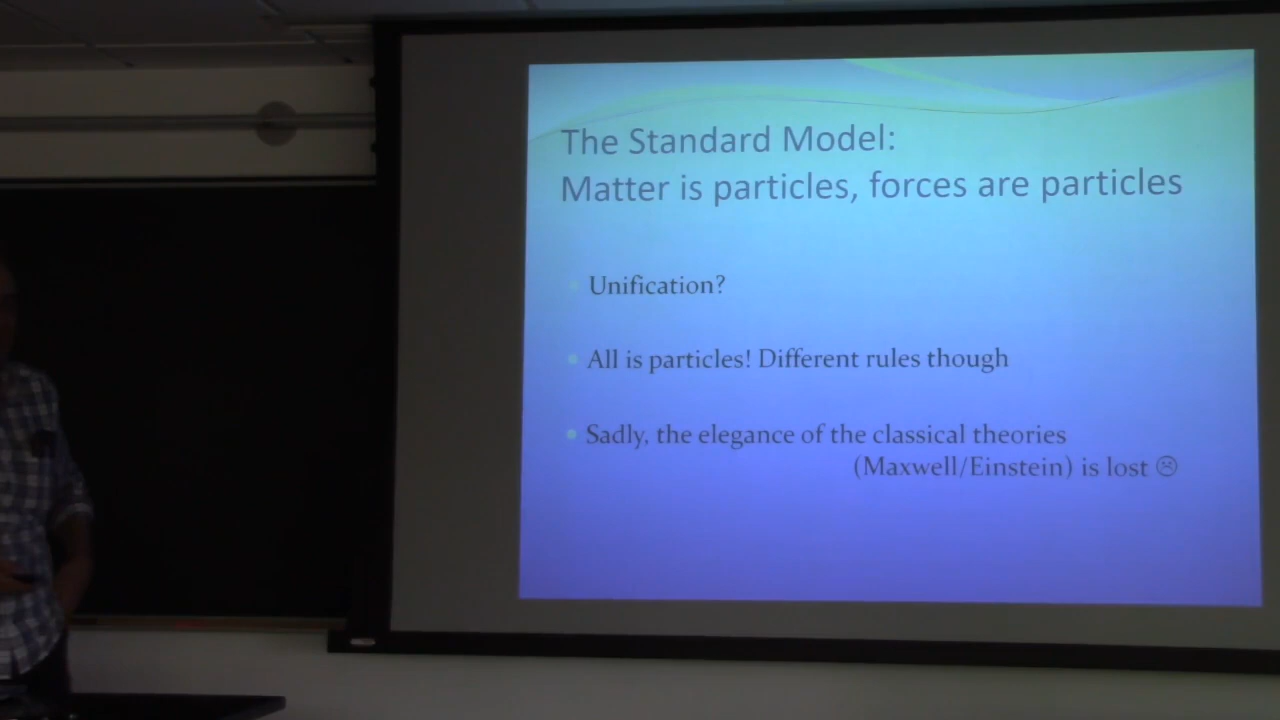 The Standard Model:
Matter is particles, forces are particles
Unification?
All is particles! Different rules though
Sadly, the elegance of the classical theories
(Maxwell/Einstein) is lost ☹